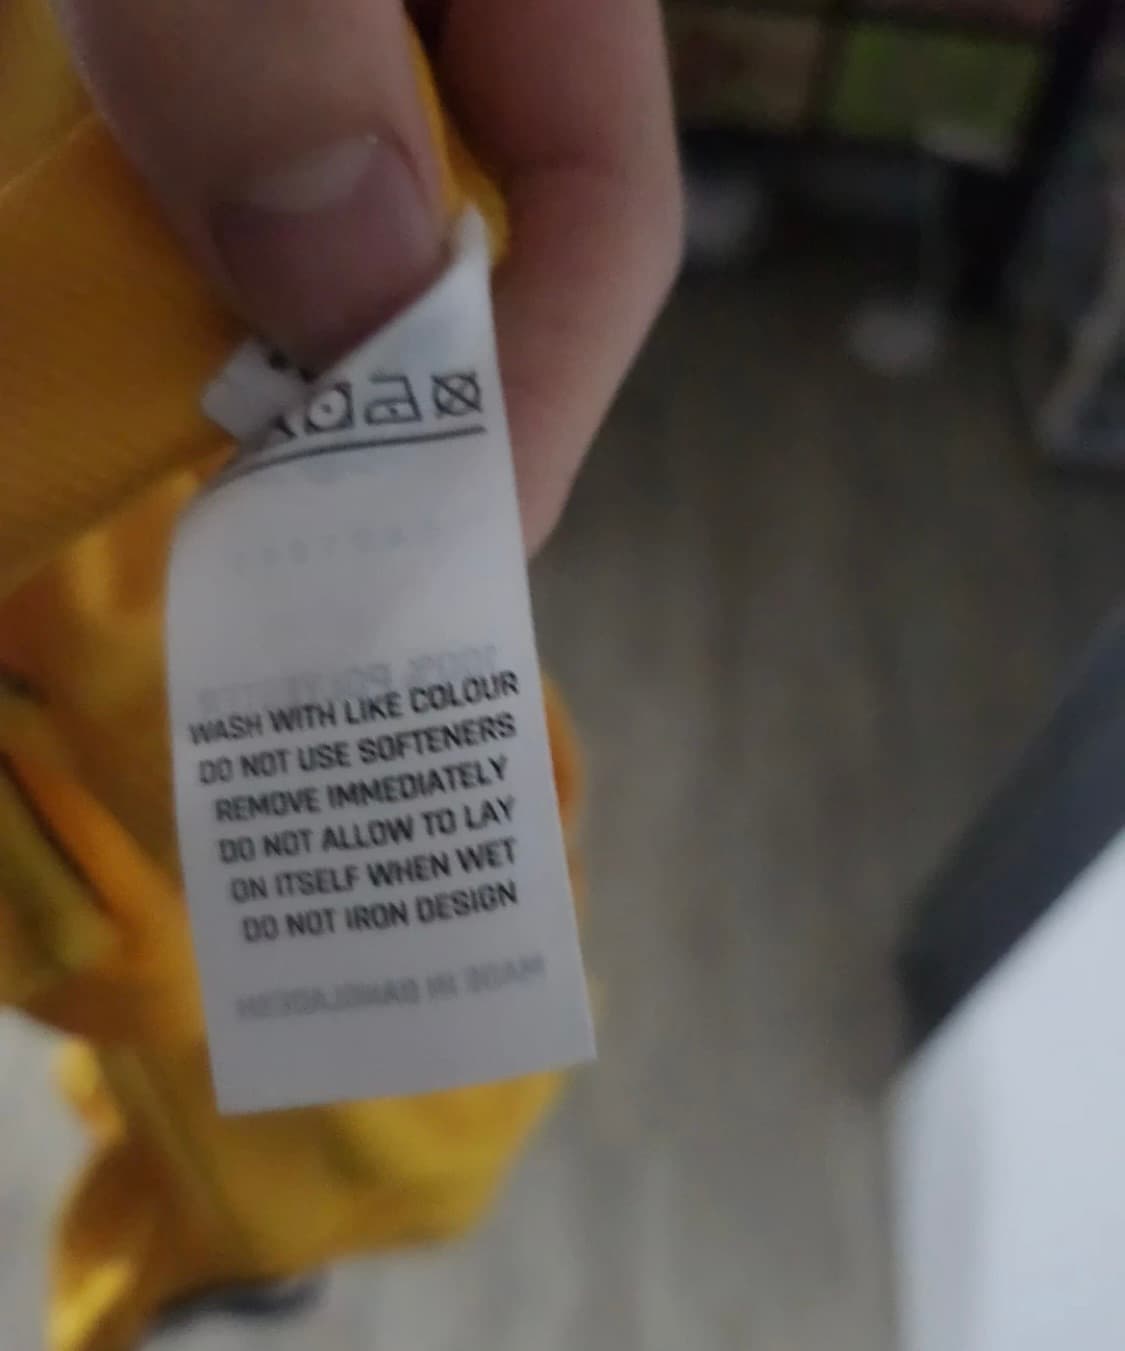 WASH WITH LIKE COLOUR
DO NOT USE SOFTENERS
REMOVE IMMEDIATELY
DO NOT ALLOW TO LAY
ON ITSELF WHEN WET
DO NOT IRON DESIGN